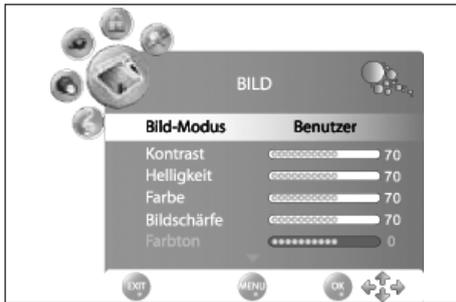 BILD
Bild-Modus Benutzer
Kontrast 70
Helligkeit 70
Farbe 70
Bildschärfe 70
Farbton 0
EXIT MENU OK